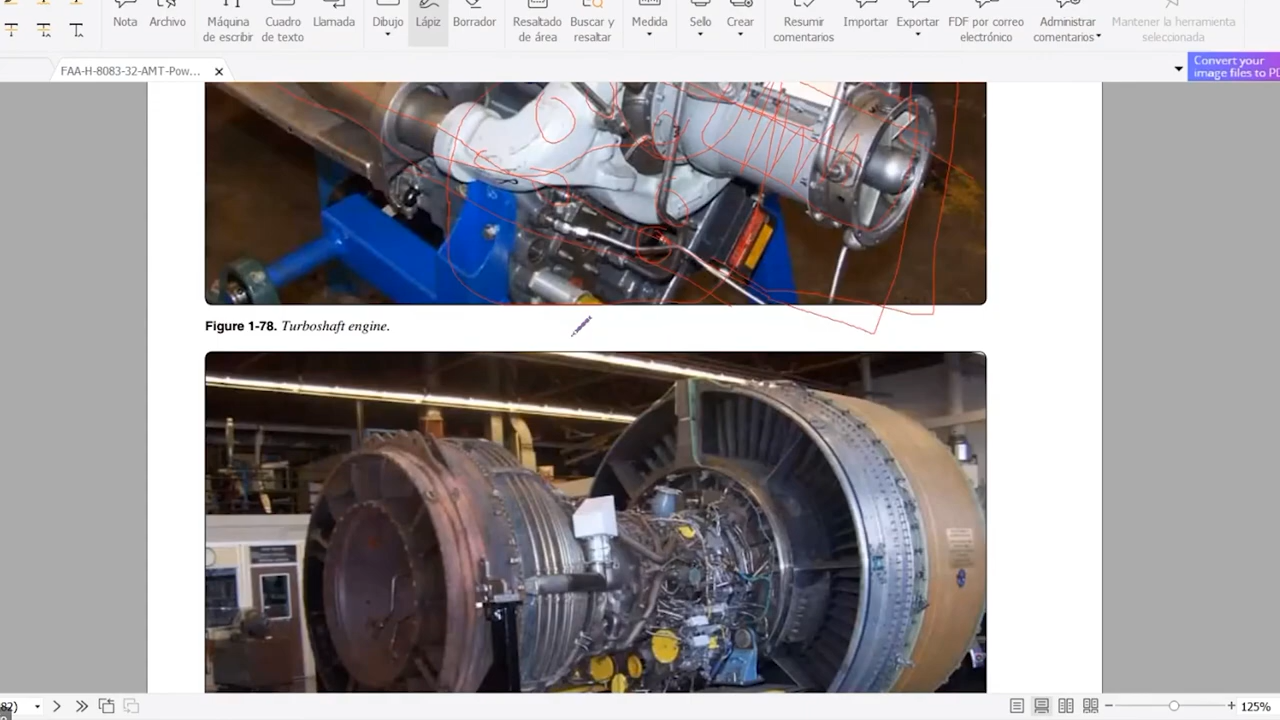 Nota
Archivo
Máquina
de escribir
Cuadro
de texto
Llamada
Dibujo
Lápiz
Borrador
Resaltado
de área
Buscar y
resaltar
Medida
Sello
Crear
Resumir
comentarios
Importar
Exportar
FDF por correo
electrónico
Administrar
comentarios
Mantener la herramienta
seleccionada
FAA-H-8083-32-AMT-Pow...
Convert your
image files to PD
Figure 1-78. Turboshaft engine.
82)
125%